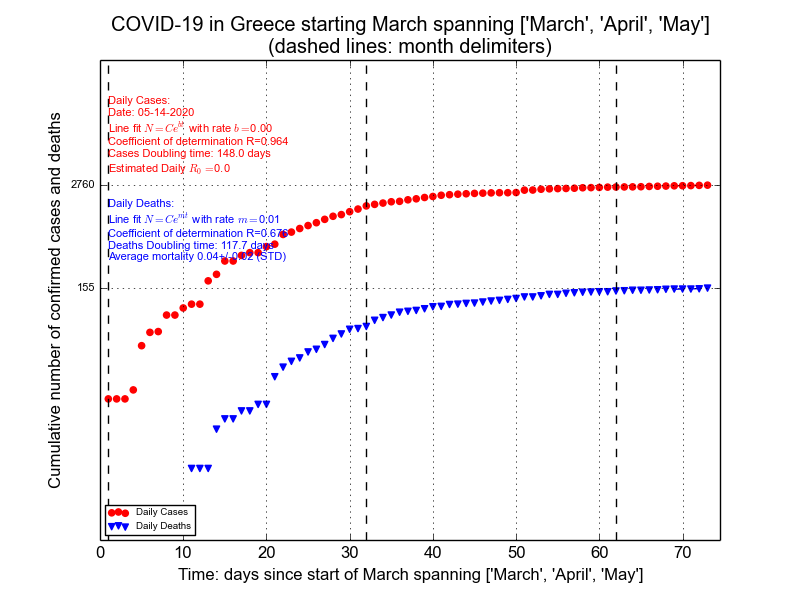 COVID-19 in Greece starting March spanning ['March', 'April', 'May']
(dashed lines: month delimiters)
Daily Cases:
Date: 05-14-2020
Line fit N = Ce^{bt} with rate b = 0.00
Coefficient of determination R=0.964
Cases Doubling time: 148.0 days
Estimated Daily R_0 = 0.0
Daily Deaths:
Line fit N = Ce^{mt} with rate m = 0.01
Coefficient of determination R=0.676
Deaths Doubling time: 117.7 days
Average mortality 0.04+/-0.02 (STD)
Cumulative number of confirmed cases and deaths
2760
155
Daily Cases
Daily Deaths
0 10 20 30 40 50 60 70
Time: days since start of March spanning ['March', 'April', 'May']